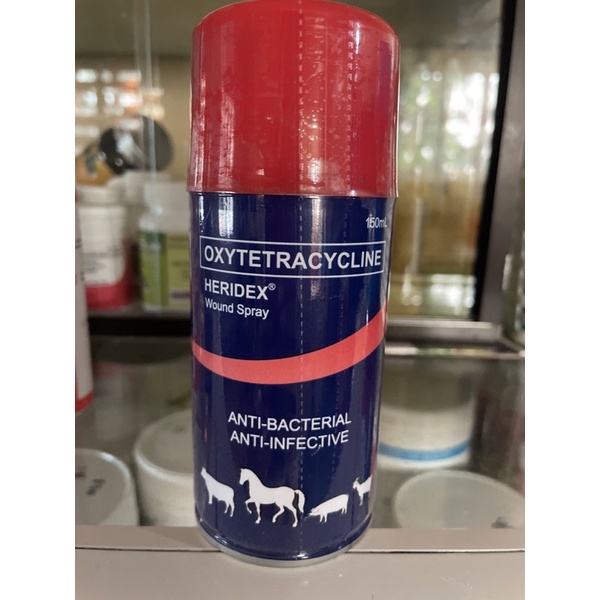 150mL
OXYTETRACYCLINE
HERIDEX®
Wound Spray
ANTI-BACTERIAL
ANTI-INFECTIVE